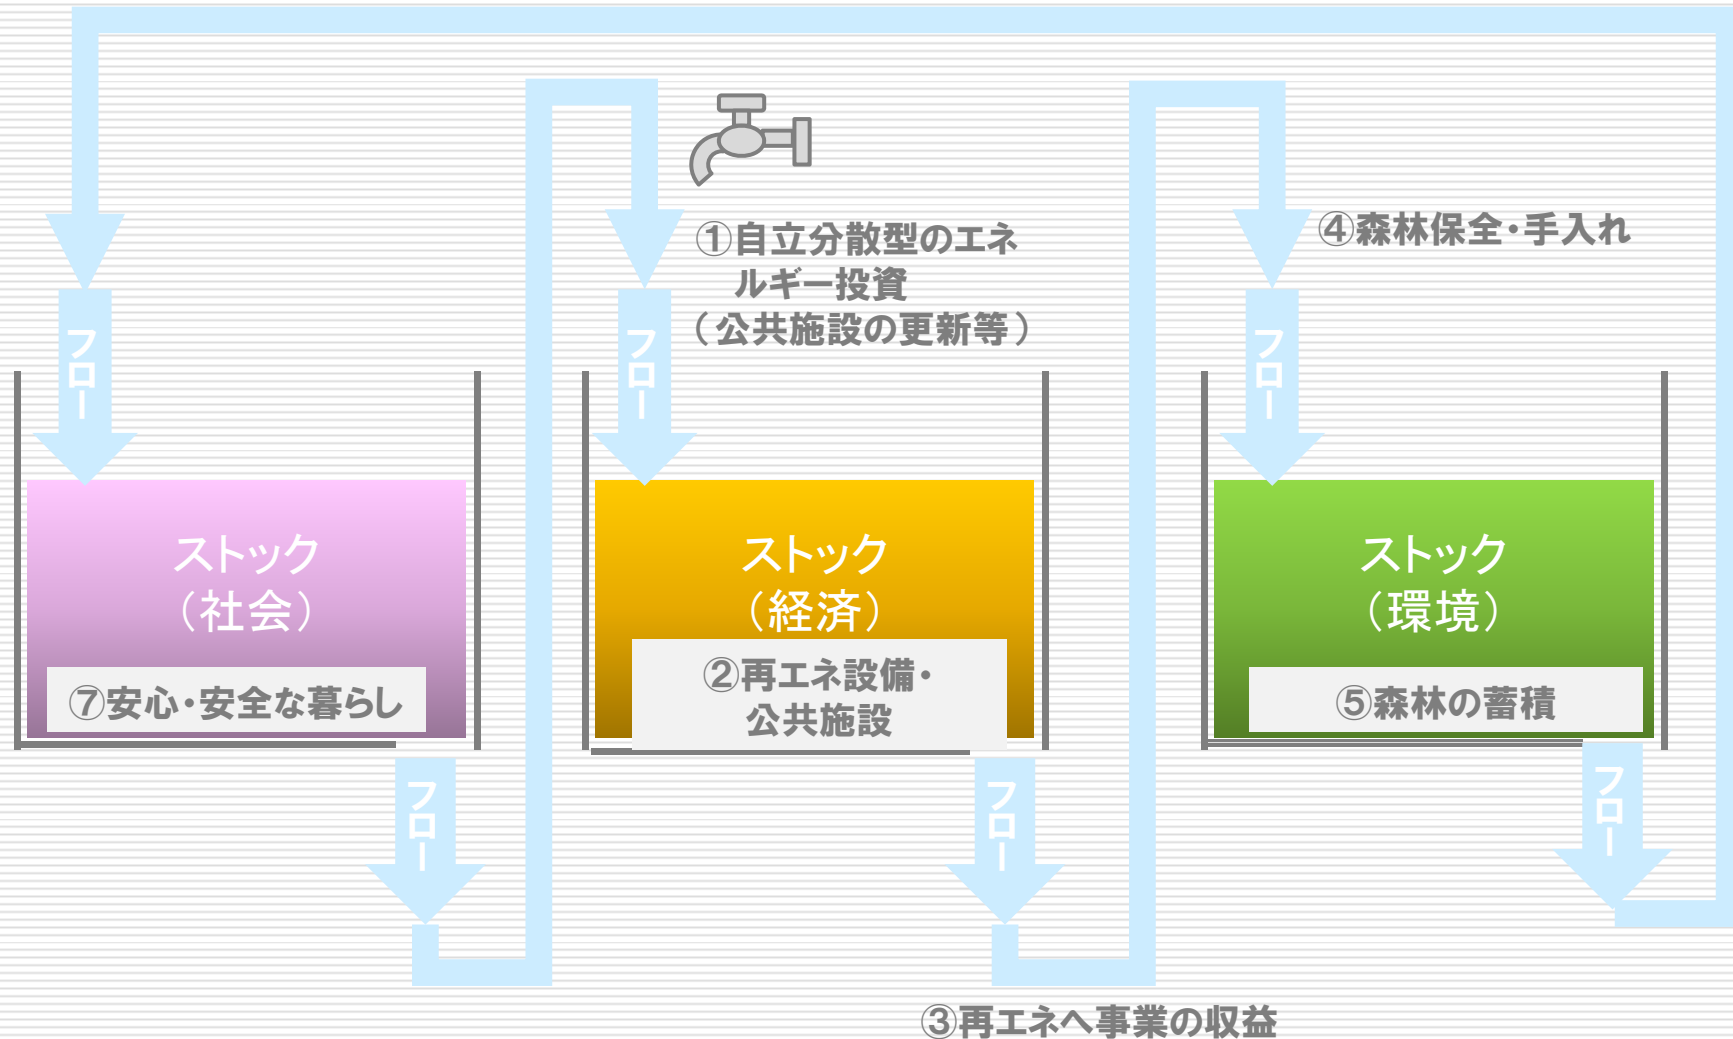 ①自立分散型のエネ
ルギー投資
（公共施設の更新等）
④森林保全・手入れ
フロー
フロー
フロー
ストック
（社会）
⑦安心・安全な暮らし
ストック
（経済）
②再エネ設備・
公共施設
ストック
（環境）
⑤森林の蓄積
フロー
フロー
フロー
③再エネへ事業の収益